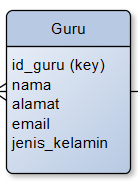 Guru
id_guru (key)
nama
alamat
email
jenis_kelamin